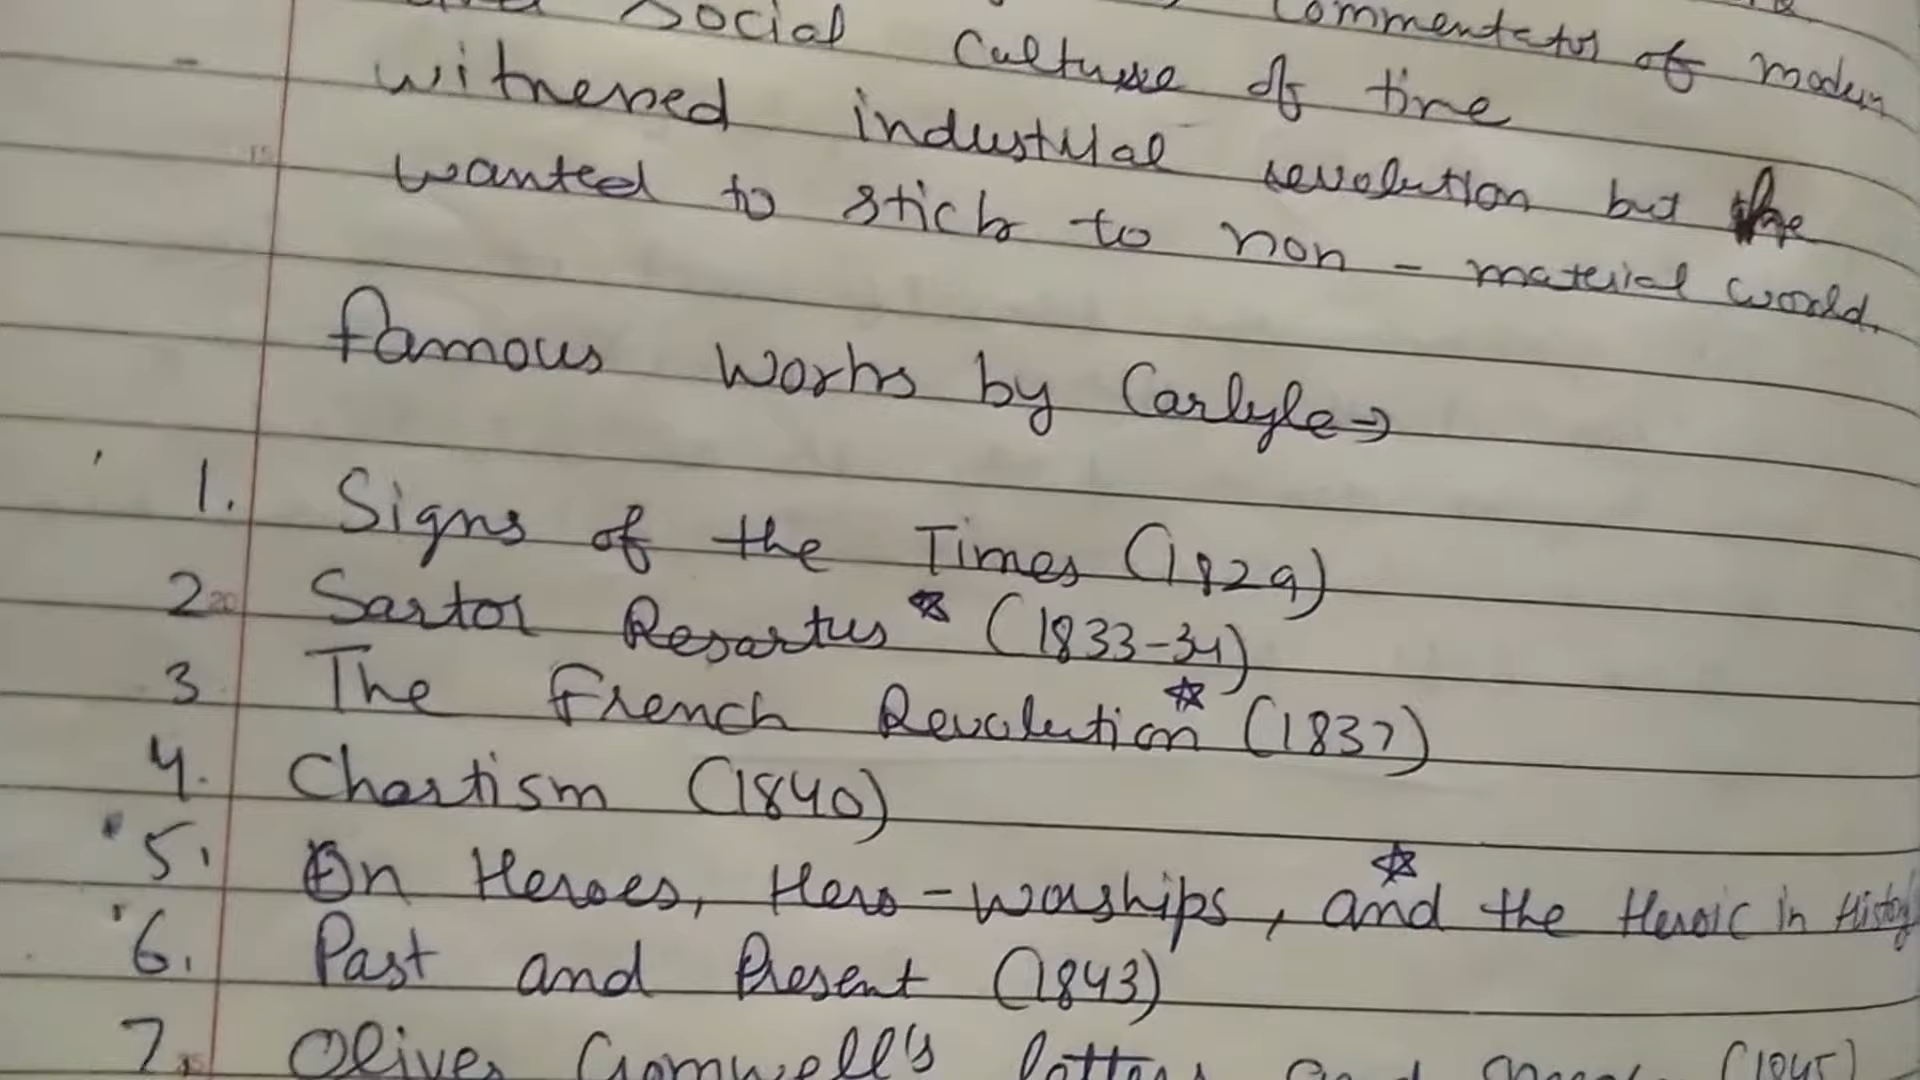 Social Culture of time Commentator of modern
witnessed industrial revolution but he
wanted to stick to non - material world.
Famous Works by Carlyle→
1. Signs of the Times (1829)
2. Sartor Resartus ☆ (1833-34)
3. The French Revolution ☆ (1837)
4. Chartism (1840)
5. On Heroes, Hero-worships, and ☆ the Heroic in History
6. Past and Present (1843)
7. Oliver Cromwell's letters and (1845)